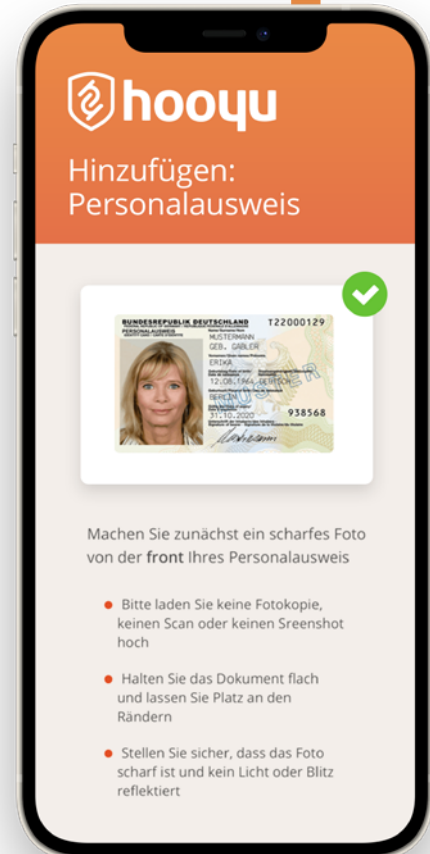 hooyu
Hinzufügen:
Personalausweis
BUNDESREPUBLIK DEUTSCHLAND T22000129
PERSONALAUSWEIS
MUSTERMANN
GEB. GABLER
ERIKA
12.08.1964 DEUTSCH
BERLIN
31.10.2020 938568
MUSTER
Machen Sie zunächst ein scharfes Foto
von der front Ihres Personalausweis
Bitte laden Sie keine Fotokopie,
keinen Scan oder keinen Sreenshot
hoch
Halten Sie das Dokument flach
und lassen Sie Platz an den
Rändern
Stellen Sie sicher, dass das Foto
scharf ist und kein Licht oder Blitz
reflektiert